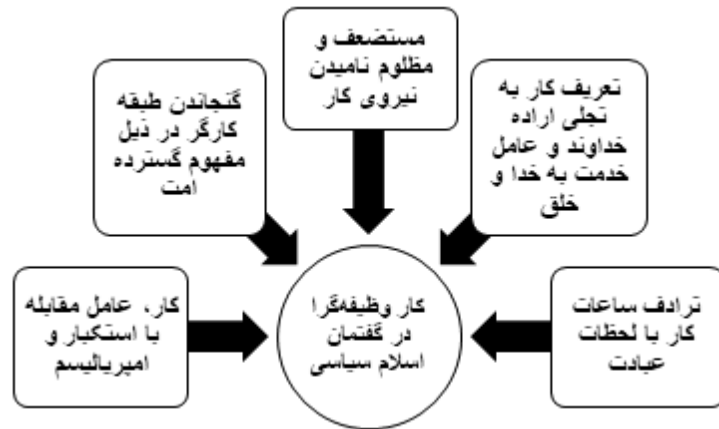 مستضعف و
مظلوم نامیدن
نیروی کار
تعریف کار به
تجلی اراده
خداوند و عامل
خدمت به خدا و
خلق
گنجاندن طبقه
کارگر در ذیل
مفهوم گسترده
امت
ترادف ساعات
کار با لحظات
عبادت
کار وظیفه‌گرا
در گفتمان
اسلام سیاسی
کار، عامل مقابله
با استکبار و
امپریالیسم